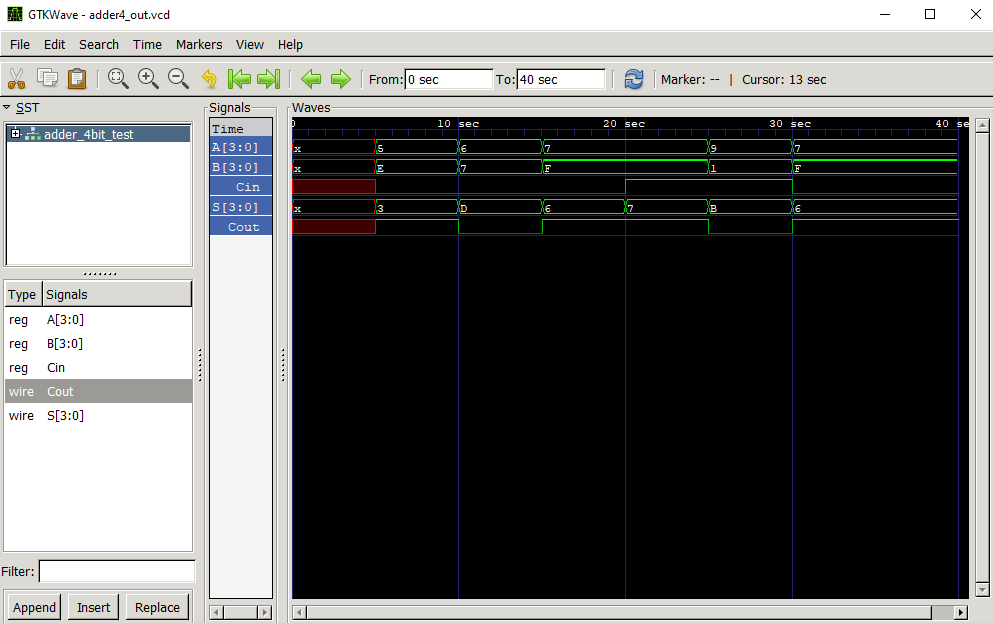 GTKWave - adder4_out.vcd
File Edit Search Time Markers View Help
From: 0 sec To: 40 sec Marker: -- | Cursor: 13 sec
SST
adder_4bit_test
Type Signals
reg A[3:0]
reg B[3:0]
reg Cin
wire Cout
wire S[3:0]
Filter:
Append Insert Replace
Signals
Time
A[3:0]
B[3:0]
Cin
S[3:0]
Cout
Waves
0 10 sec 20 sec 30 sec 40 se
x 5 6 7 9 7
x E 7 F 1 F
x 3 D 6 7 B 6